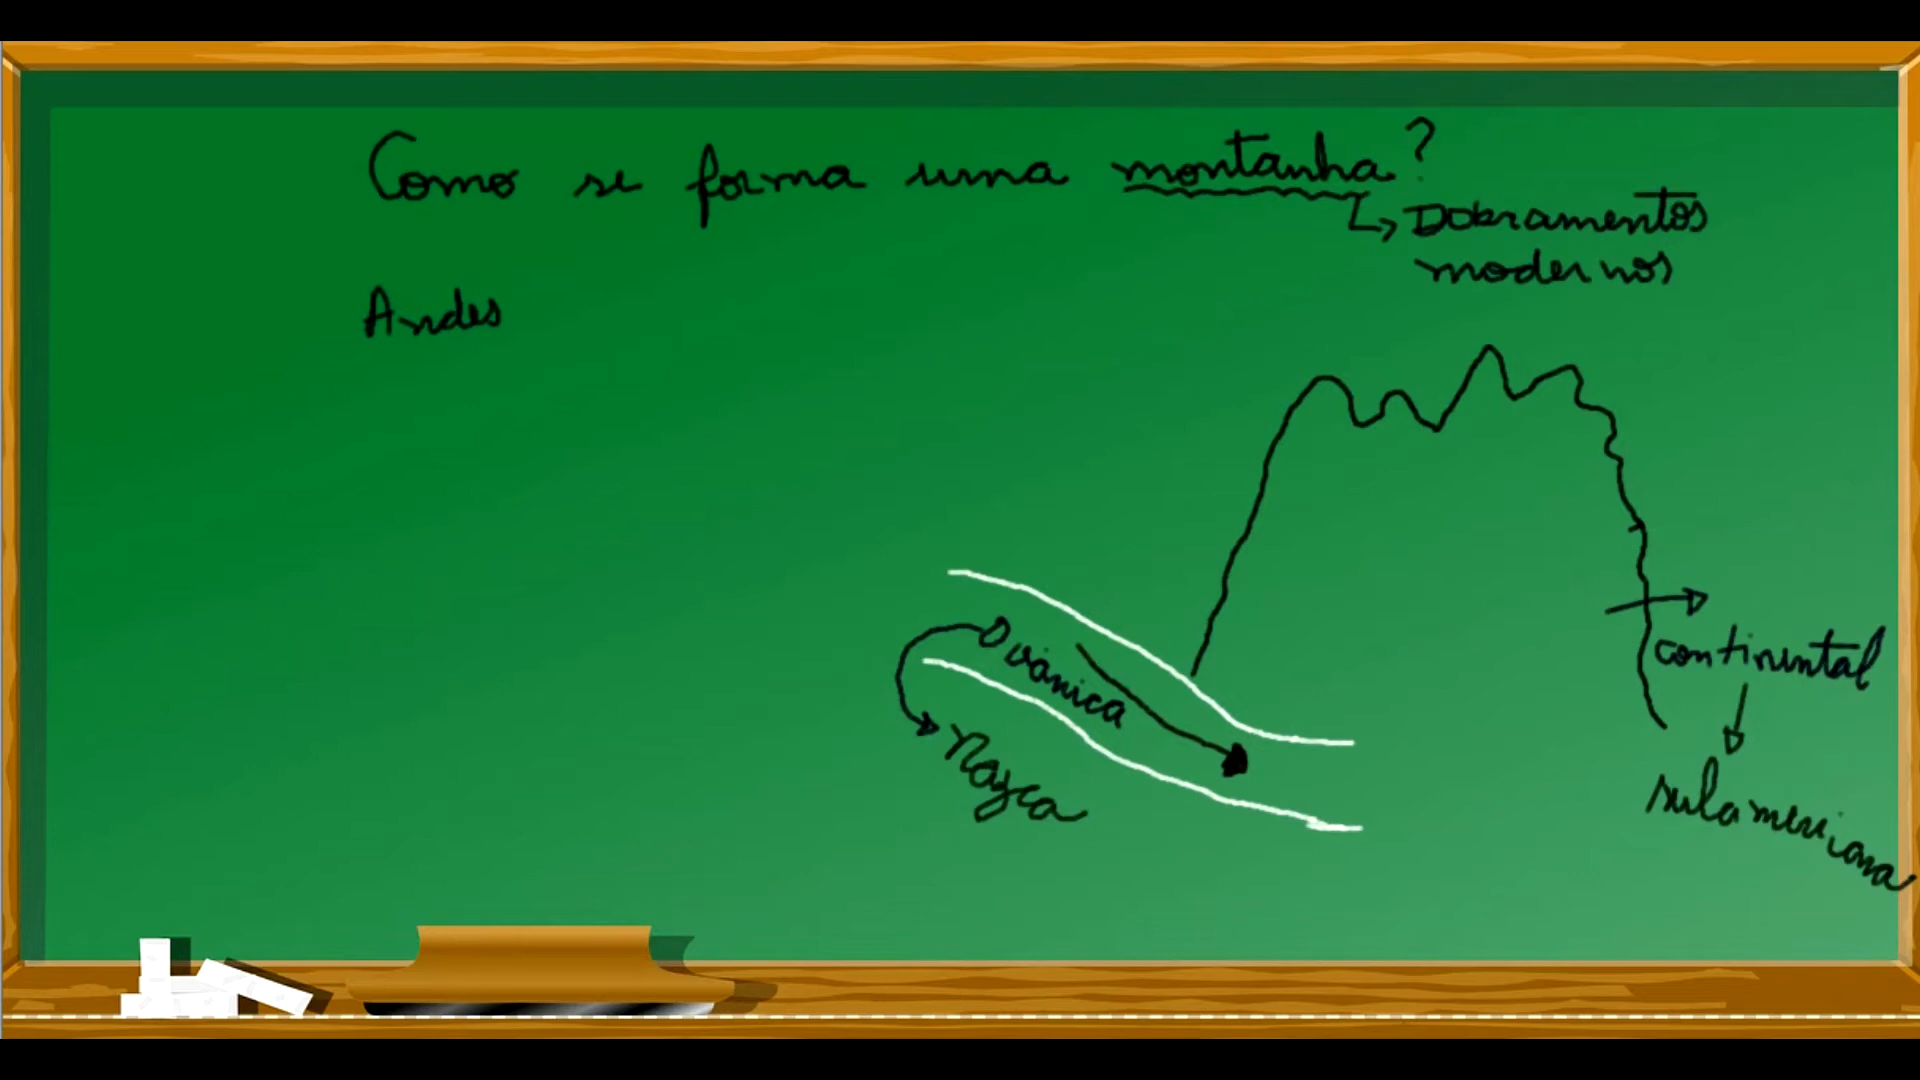 Como se forma uma montanha?
Dobramentos
modernos
Andes
Oceânica
continental
Nazca
sulamericana